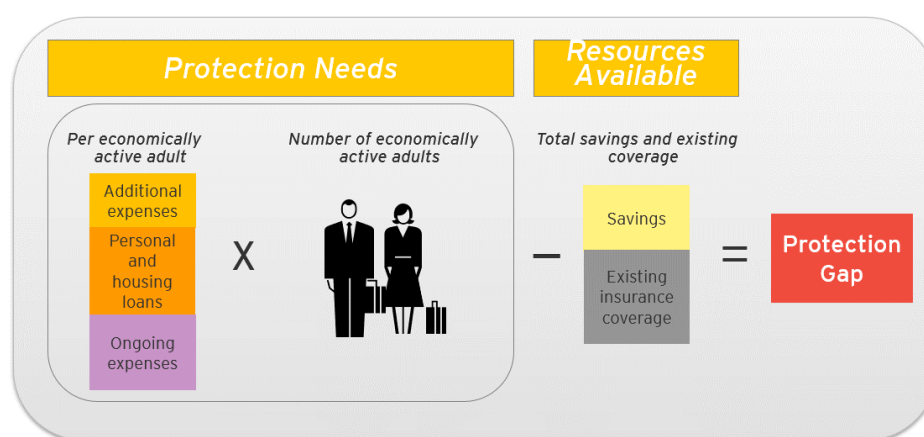 Protection Needs
Resources
Available
Per economically
active adult
Number of economically
active adults
Total savings and existing
coverage
Additional
expenses
Personal
and
housing
loans
Ongoing
expenses
X
–
Savings
Existing
insurance
coverage
=
Protection
Gap